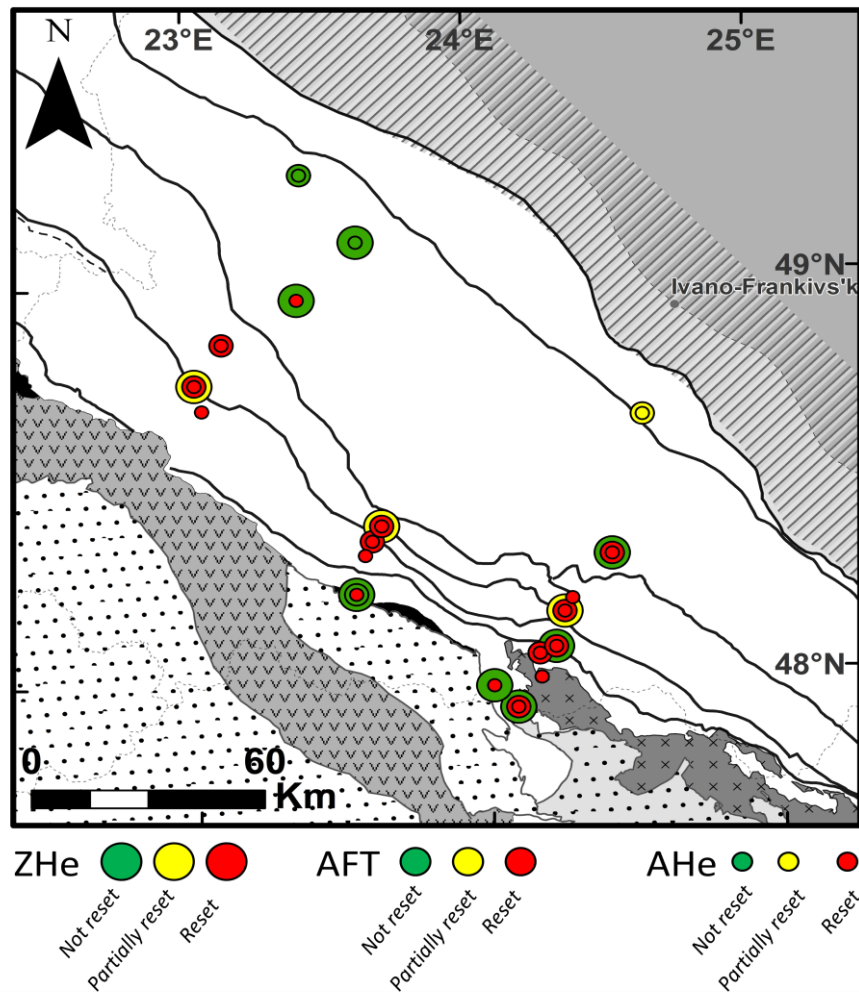 N
23°E 24°E 25°E
49°N
Ivano-Frankivs'k
48°N
0 60
Km
ZHe AFT AHe
Not reset Partially reset Reset Not reset Partially reset Reset Not reset Partially reset Reset